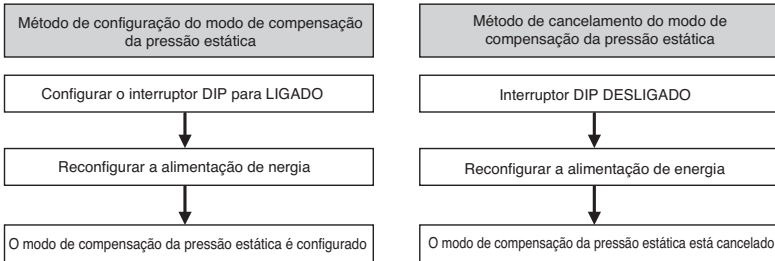 Método de configuração do modo de compensação
da pressão estática
Configurar o interruptor DIP para LIGADO
Reconfigurar a alimentação de nergia
O modo de compensação da pressão estática é configurado
Método de cancelamento do modo de
compensação da pressão estática
Interruptor DIP DESLIGADO
Reconfigurar a alimentação de energia
O modo de compensação da pressão estática está cancelado